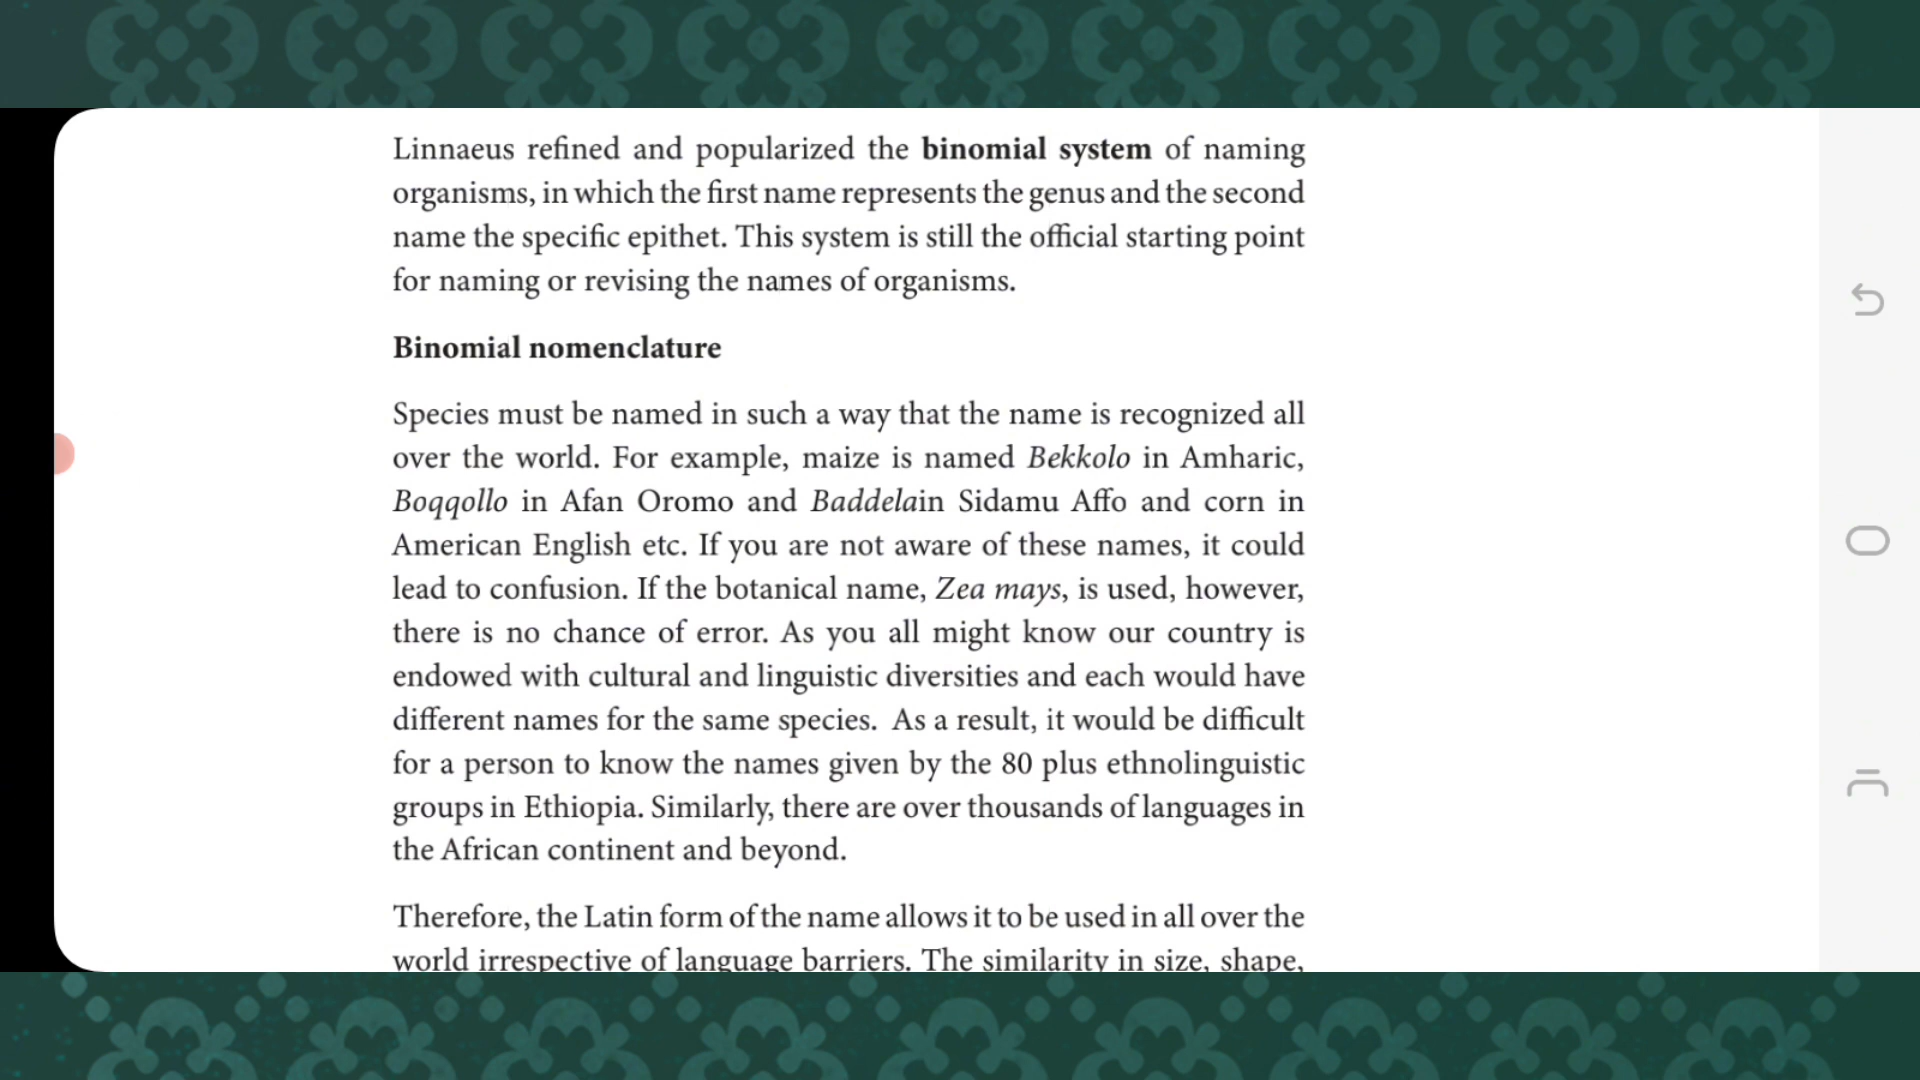 Linnaeus refined and popularized the binomial system of naming
organisms, in which the first name represents the genus and the second
name the specific epithet. This system is still the official starting point
for naming or revising the names of organisms.
Binomial nomenclature
Species must be named in such a way that the name is recognized all
over the world. For example, maize is named Bekkolo in Amharic,
Boqqollo in Afan Oromo and Baddelain Sidamu Affo and corn in
American English etc. If you are not aware of these names, it could
lead to confusion. If the botanical name, Zea mays, is used, however,
there is no chance of error. As you all might know our country is
endowed with cultural and linguistic diversities and each would have
different names for the same species. As a result, it would be difficult
for a person to know the names given by the 80 plus ethnolinguistic
groups in Ethiopia. Similarly, there are over thousands of languages in
the African continent and beyond.
Therefore, the Latin form of the name allows it to be used in all over the
world irrespective of language barriers. The similarity in size, shape,